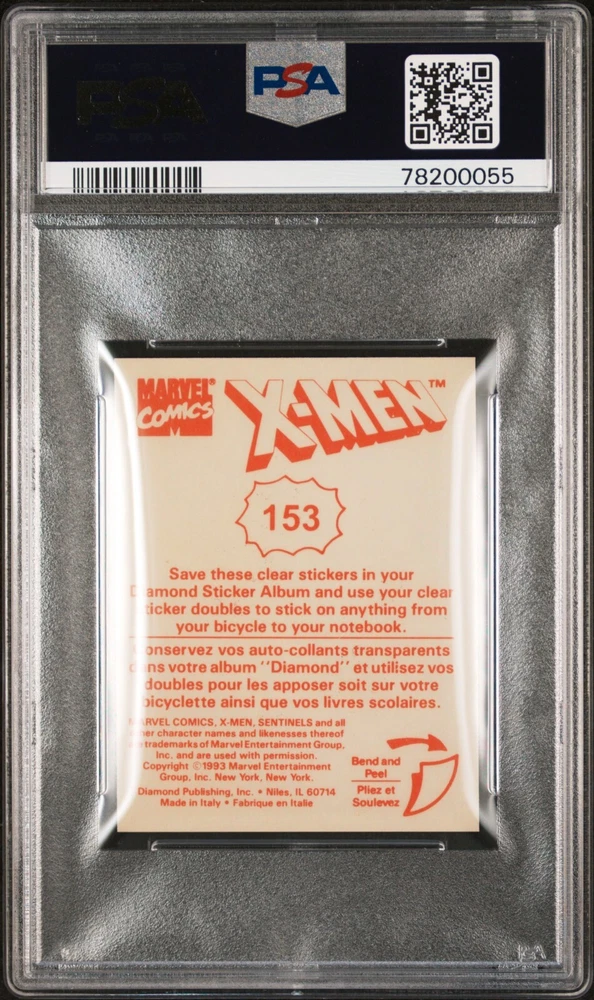 PSA
PSA
78200055
MARVEL®
COMICS
X-MEN™
153
Save these clear stickers in your
Diamond Sticker Album and use your clear
sticker doubles to stick on anything from
your bicycle to your notebook.
Conservez vos auto-collants transparents
dans votre album ''Diamond'' et utilisez vos
doubles pour les apposer soit sur votre
bicyclette ainsi que vos livres scolaires.
MARVEL COMICS, X-MEN, SENTINELS and all
other character names and likenesses thereof
are trademarks of Marvel Entertainment Group,
Inc. and are used with permission.
Copyright ©1993 Marvel Entertainment
Group, Inc. New York, New York.
Diamond Publishing, Inc. • Niles, IL 60714
Made in Italy • Fabrique en Italie
Bend and
Peel
Pliez et
Soulevez